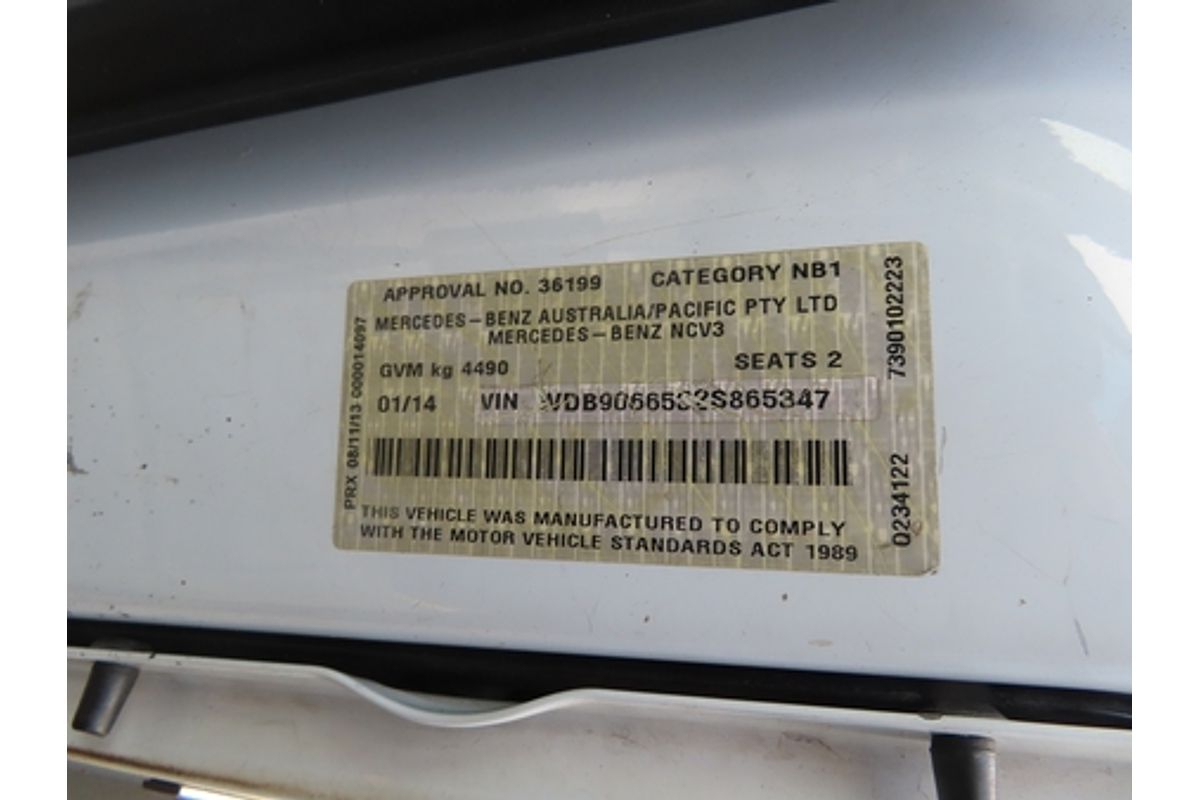 APPROVAL NO. 36199 CATEGORY NB1
MERCEDES-BENZ AUSTRALIA/PACIFIC PTY LTD
MERCEDES-BENZ NCV3
GVM kg 4490 SEATS 2
01/14 VIN
THIS VEHICLE WAS MANUFACTURED TO COMPLY
WITH THE MOTOR VEHICLE STANDARDS ACT 1989
PRX 08/11/13 000014097
7390102223
Q234122